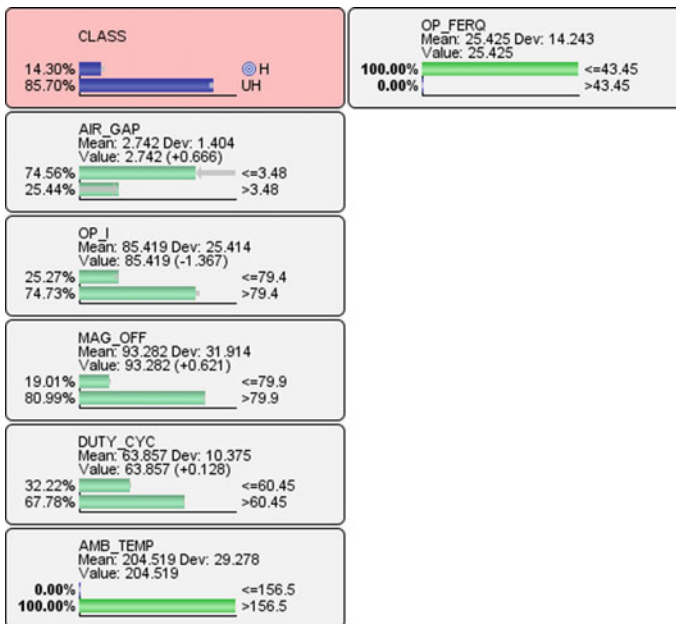 CLASS
14.30% H
85.70% UH
OP_FERQ
Mean: 25.425 Dev: 14.243
Value: 25.425
100.00% <=43.45
0.00% >43.45
AIR_GAP
Mean: 2.742 Dev: 1.404
Value: 2.742 (+0.666)
74.56% <=3.48
25.44% >3.48
OP_I
Mean: 85.419 Dev: 25.414
Value: 85.419 (-1.367)
25.27% <=79.4
74.73% >79.4
MAG_OFF
Mean: 93.282 Dev: 31.914
Value: 93.282 (+0.621)
19.01% <=79.9
80.99% >79.9
DUTY_CYC
Mean: 63.857 Dev: 10.375
Value: 63.857 (+0.128)
32.22% <=60.45
67.78% >60.45
AMB_TEMP
Mean: 204.519 Dev: 29.278
Value: 204.519
0.00% <=156.5
100.00% >156.5